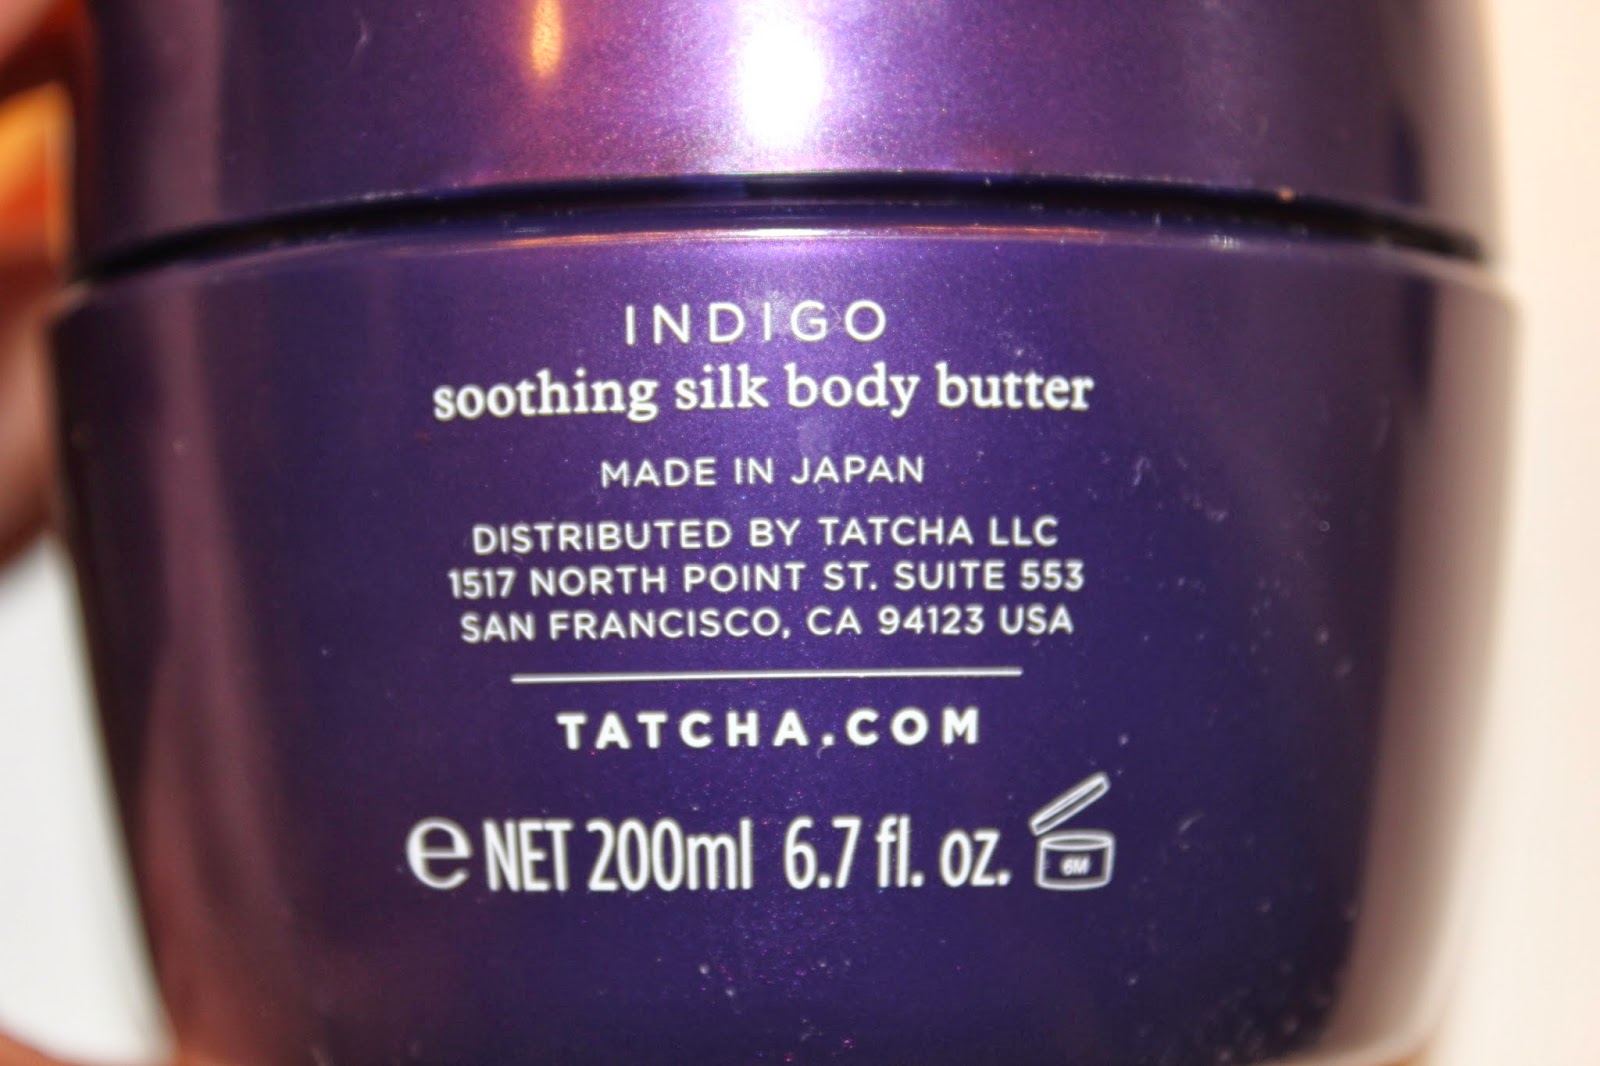 INDIGO
soothing silk body butter
MADE IN JAPAN
DISTRIBUTED BY TATCHA LLC
1517 NORTH POINT ST. SUITE 553
SAN FRANCISCO, CA 94123 USA
TATCHA.COM
℮ NET 200ml 6.7 fl. oz. 6M